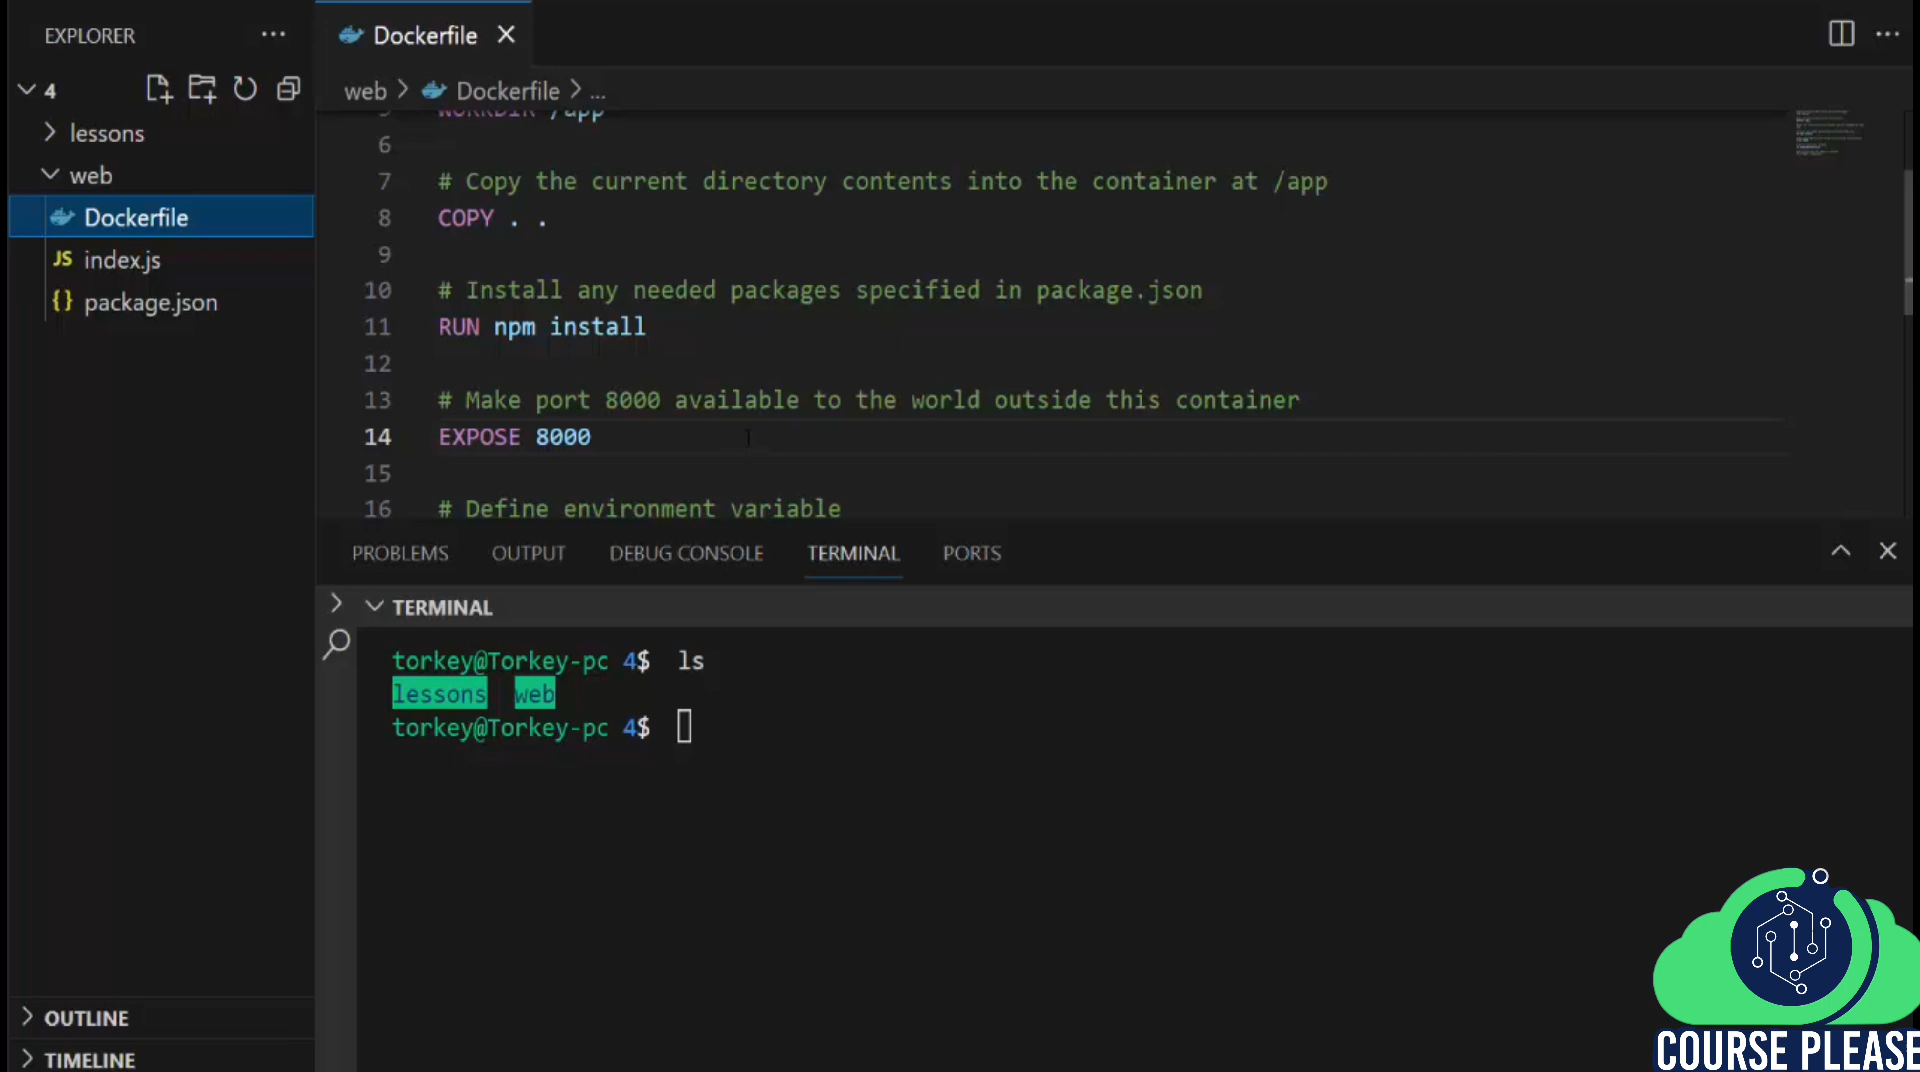 EXPLORER
4
lessons
web
Dockerfile
JS index.js
{} package.json
OUTLINE
TIMELINE
Dockerfile
web > Dockerfile > ...
5 WORKDIR /app
6
7 # Copy the current directory contents into the container at /app
8 COPY . .
9
10 # Install any needed packages specified in package.json
11 RUN npm install
12
13 # Make port 8000 available to the world outside this container
14 EXPOSE 8000
15
16 # Define environment variable
PROBLEMS OUTPUT DEBUG CONSOLE TERMINAL PORTS
TERMINAL
torkey@Torkey-pc 4$ ls
lessons web
torkey@Torkey-pc 4$
COURSE PLEASE